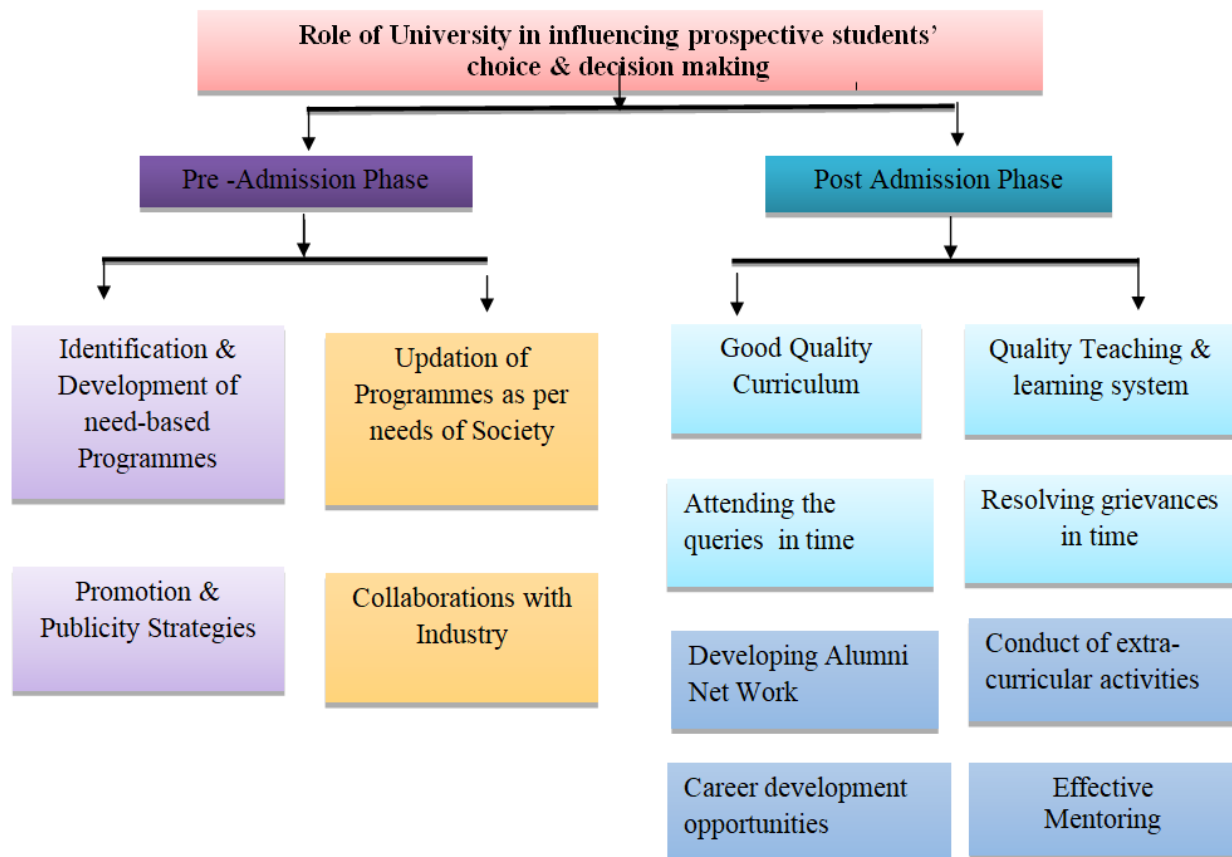 Role of University in influencing prospective students’
choice & decision making
Pre -Admission Phase
Post Admission Phase
Identification &
Development of
need-based
Programmes
Updation of
Programmes as per
needs of Society
Good Quality
Curriculum
Quality Teaching &
learning system
Attending the
queries in time
Resolving grievances
in time
Promotion &
Publicity Strategies
Collaborations with
Industry
Developing Alumni
Net Work
Conduct of extra-
curricular activities
Career development
opportunities
Effective
Mentoring